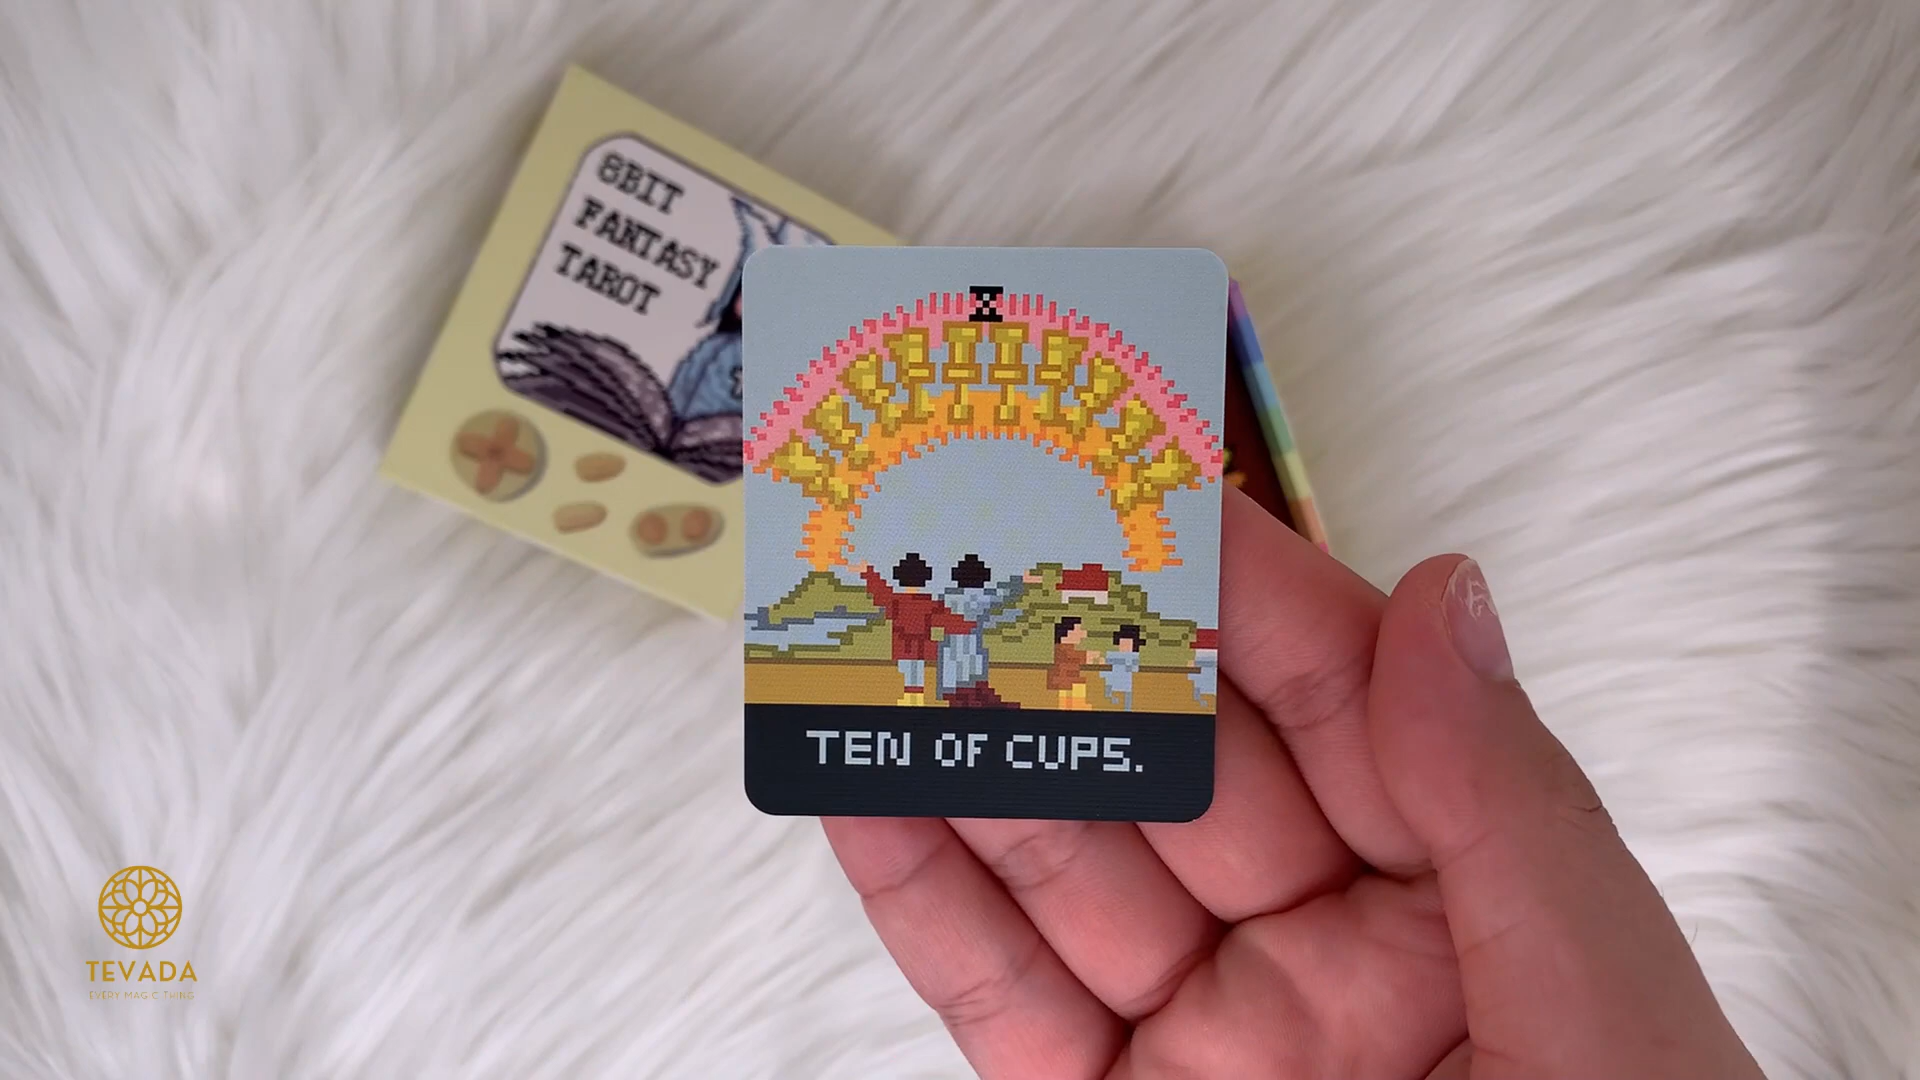 8BIT
FANTASY
TAROT
X
TEN OF CUPS.
TEVADA
EVERY MAGIC THING